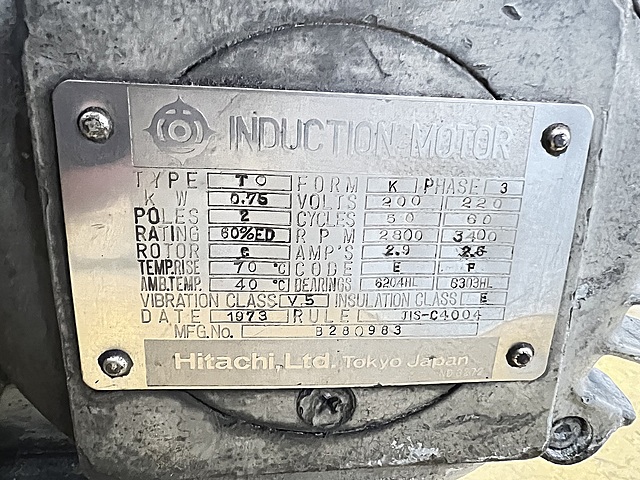 INDUCTION MOTOR
TYPE TO FORM K PHASE 3
KW 0.75 VOLTS 200 220
POLES 2 CYCLES 50 60
RATING 60%ED RPM 2800 3400
ROTOR AMP'S 2.9
TEMP.RISE 70 °C CODE E
AMB.TEMP. 40 °C BEARINGS 6204HL 6303HL
VIBRATION CLASS V.5 INSULATION CLASS E
DATE 1973 RULE JIS-C4004
MFG.No. B280983
Hitachi, Ltd. Tokyo Japan